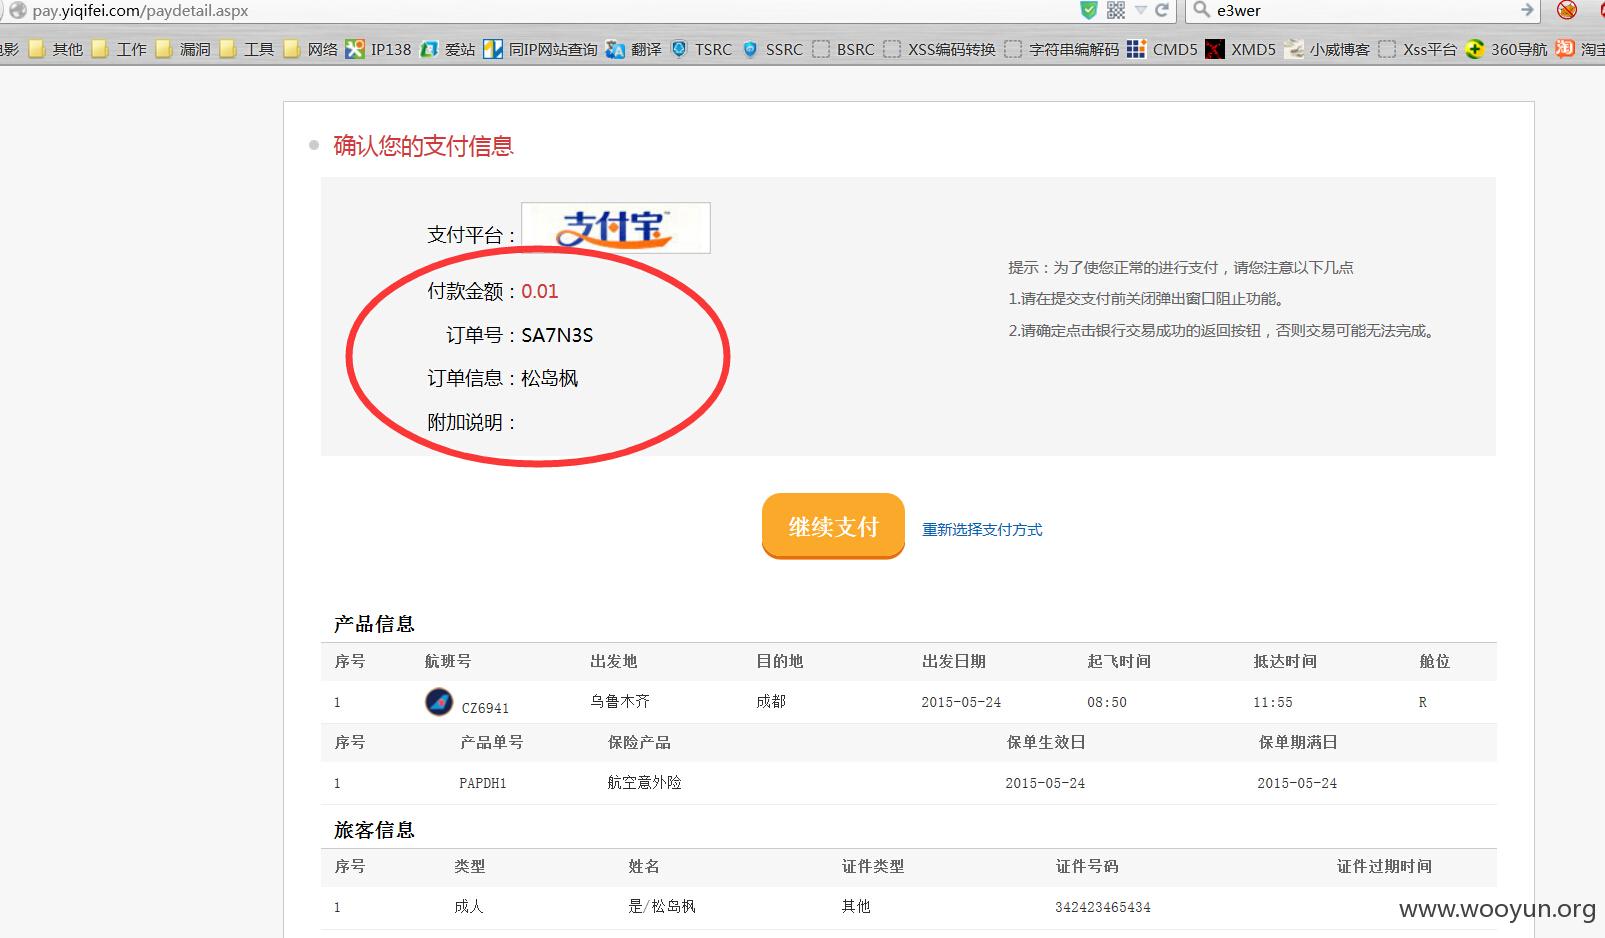 pay.yiqifei.com/paydetail.aspx e3wer
电影 其他 工作 漏洞 工具 网络 IP138 爱站 同IP网站查询 翻译 TSRC SSRC BSRC XSS编码转换 字符串编解码 CMD5 XMD5 小威博客 Xss平台 360导航 淘宝
确认您的支付信息
支付平台: 支付宝
付款金额:0.01
订单号:SA7N3S
订单信息:松岛枫
附加说明:
提示:为了使您正常的进行支付,请您注意以下几点
1.请在提交支付前关闭弹出窗口阻止功能。
2.请确定点击银行交易成功的返回按钮,否则交易可能无法完成。
继续支付 重新选择支付方式
产品信息
序号 航班号 出发地 目的地 出发日期 起飞时间 抵达时间 舱位
1 CZ6941 乌鲁木齐 成都 2015-05-24 08:50 11:55 R
序号 产品单号 保险产品 保单生效日 保单期满日
1 PAPDH1 航空意外险 2015-05-24 2015-05-24
旅客信息
序号 类型 姓名 证件类型 证件号码 证件过期时间
1 成人 是/松岛枫 其他 342423465434
www.wooyun.org